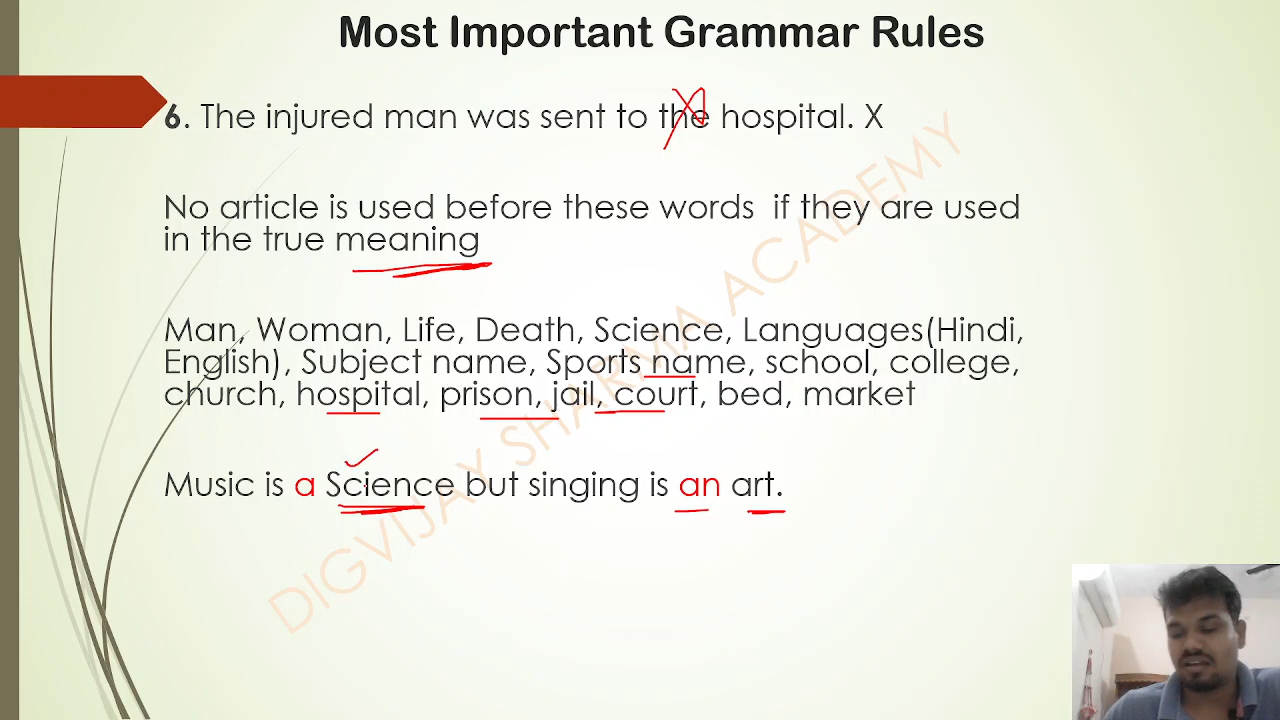 Most Important Grammar Rules
6. The injured man was sent to the hospital. X
No article is used before these words if they are used
in the true meaning
Man, Woman, Life, Death, Science, Languages(Hindi,
English), Subject name, Sports name, school, college,
church, hospital, prison, jail, court, bed, market
Music is a Science but singing is an art.
DIGVIJAY SHARMA ACADEMY